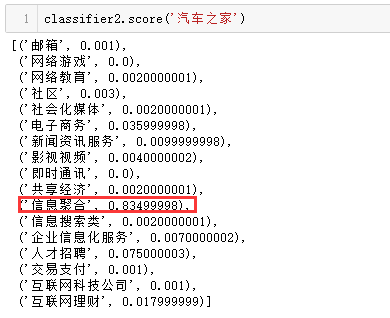 1 classifier2.score('汽车之家')
[('邮箱', 0.001),
('网络游戏', 0.0),
('网络教育', 0.0020000001),
('社区', 0.003),
('社会化媒体', 0.0020000001),
('电子商务', 0.035999998),
('新闻资讯服务', 0.0099999998),
('影视视频', 0.0040000002),
('即时通讯', 0.0),
('共享经济', 0.0020000001),
('信息聚合', 0.83499998),
('信息搜索类', 0.0020000001),
('企业信息化服务', 0.0070000002),
('人才招聘', 0.075000003),
('交易支付', 0.001),
('互联网科技公司', 0.001),
('互联网理财', 0.017999999)]